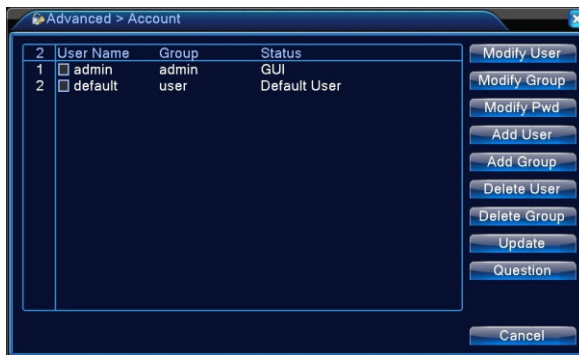 Advanced > Account
2 User Name Group Status
1 admin admin GUI
2 default user Default User
Modify User
Modify Group
Modify Pwd
Add User
Add Group
Delete User
Delete Group
Update
Question
Cancel